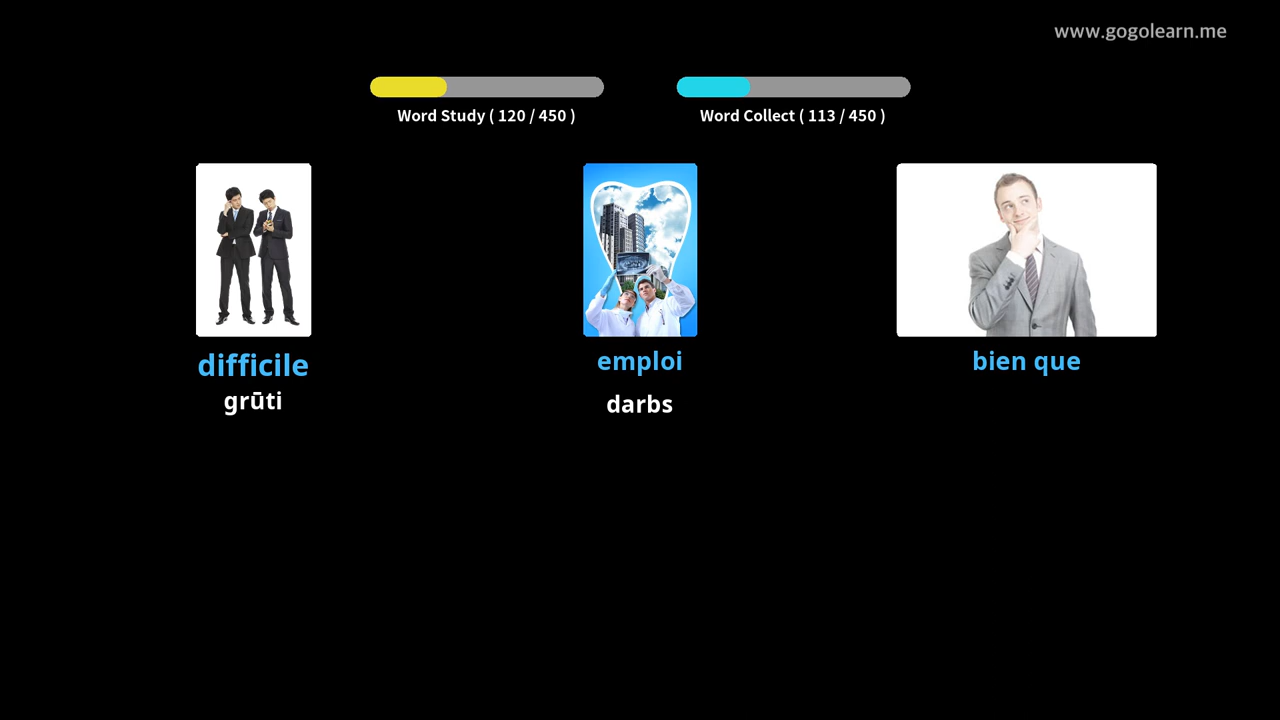 www.gogolearn.me
Word Study ( 120 / 450 )
Word Collect ( 113 / 450 )
difficile
grūti
emploi
darbs
bien que